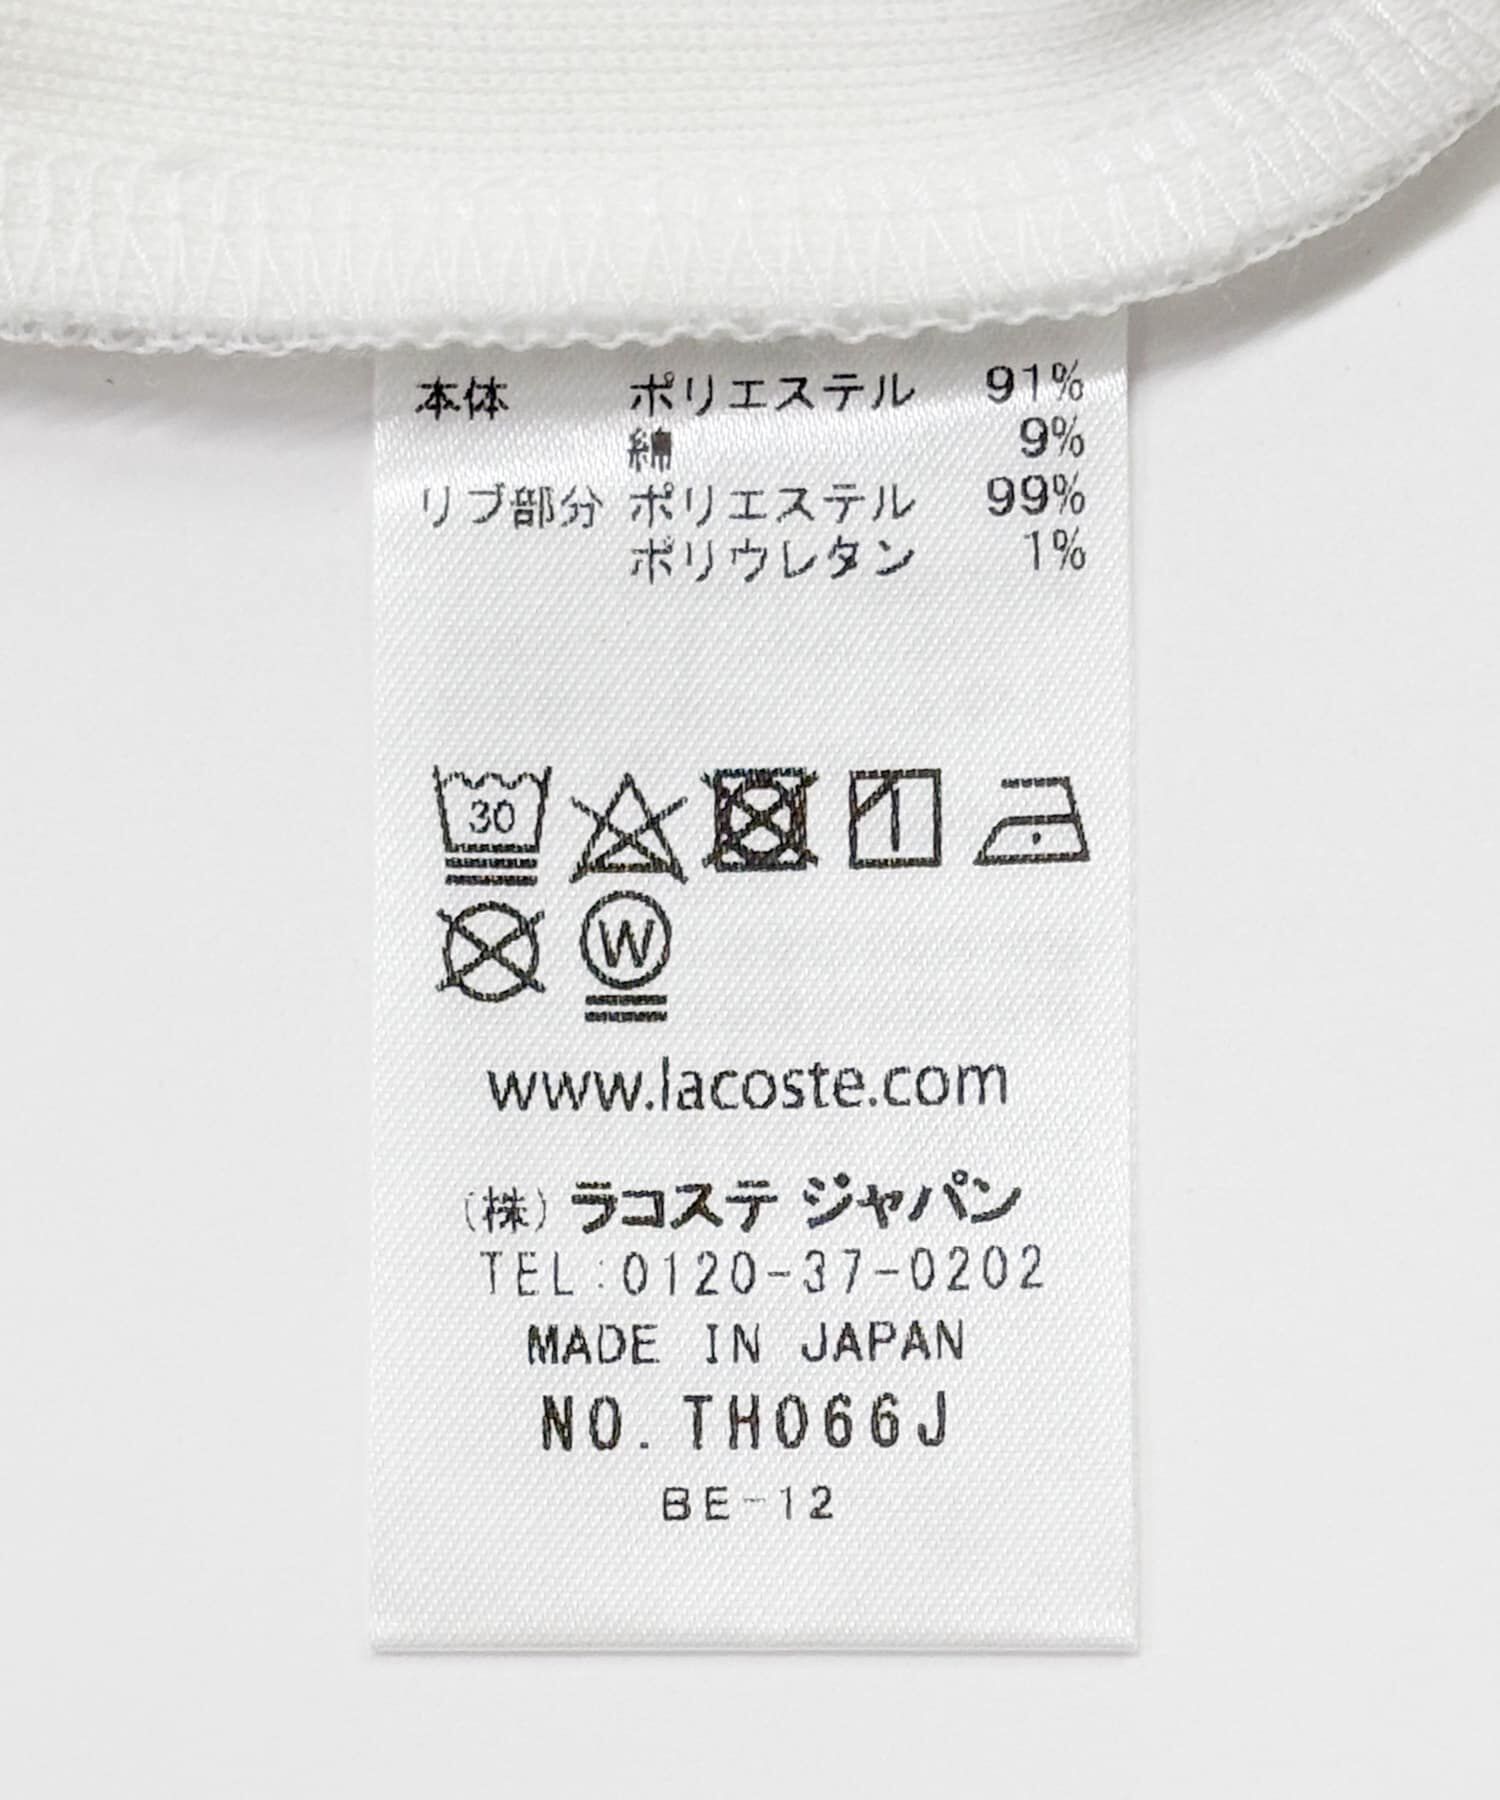 本体 ポリエステル 91%
綿 9%
リブ部分 ポリエステル 99%
ポリウレタン 1%
30
W
www.lacoste.com
(株) ラコステ ジャパン
TEL:0120-37-0202
MADE IN JAPAN
NO. TH066J
BE-12